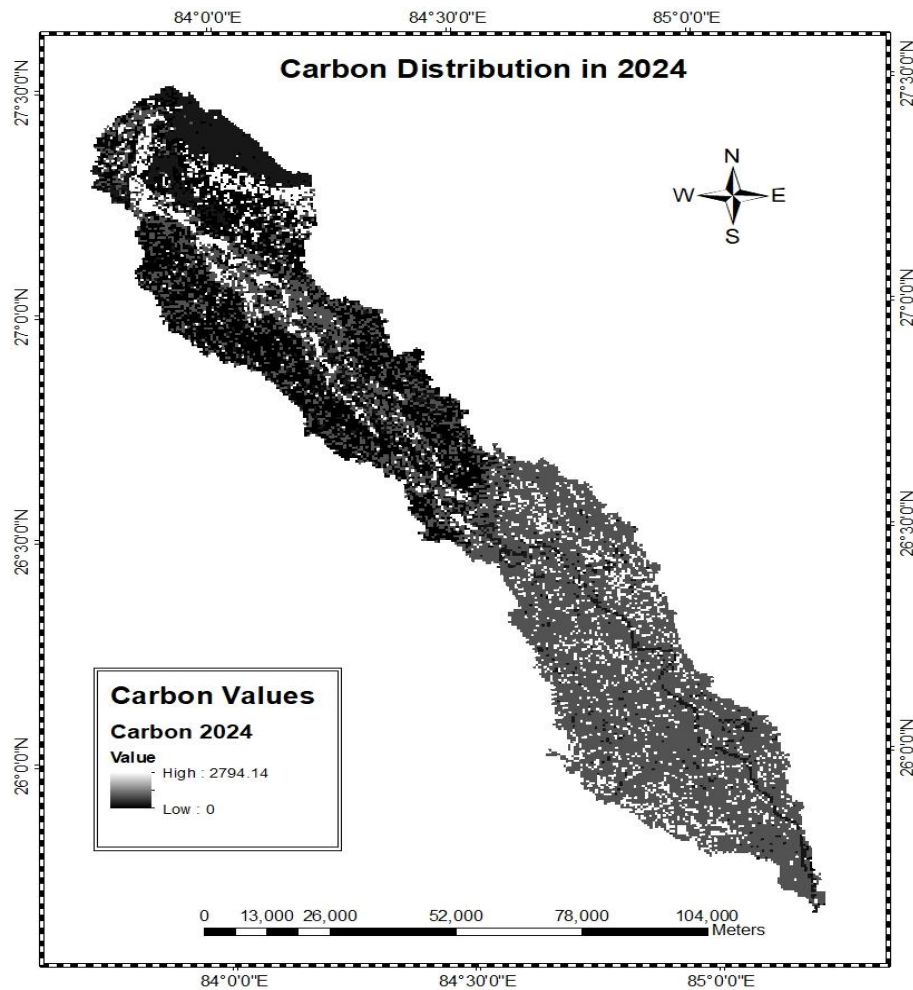 84°0'0"E 84°30'0"E 85°0'0"E
Carbon Distribution in 2024
27°30'0"N 27°30'0"N
N
W E
S
27°0'0"N 27°0'0"N
26°30'0"N 26°30'0"N
Carbon Values
Carbon 2024
Value
High : 2794.14
Low : 0
26°0'0"N 26°0'0"N
0 13,000 26,000 52,000 78,000 104,000
Meters
84°0'0"E 84°30'0"E 85°0'0"E